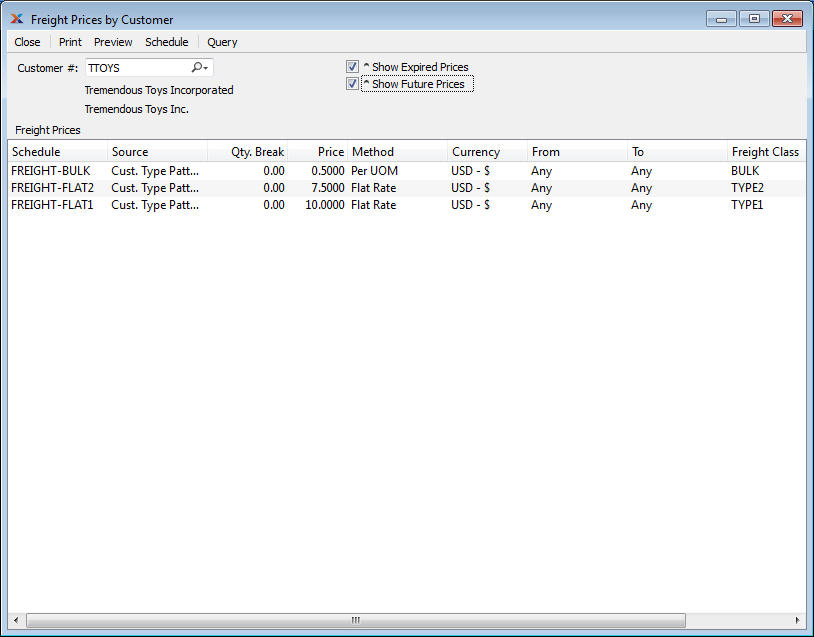 Freight Prices by Customer
Close Print Preview Schedule Query
Customer #: TTOYS ^ Show Expired Prices
Tremendous Toys Incorporated ^ Show Future Prices
Tremendous Toys Inc.
Freight Prices
Schedule Source Qty. Break Price Method Currency From To Freight Class
FREIGHT-BULK Cust. Type Patt... 0.00 0.5000 Per UOM USD - $ Any Any BULK
FREIGHT-FLAT2 Cust. Type Patt... 0.00 7.5000 Flat Rate USD - $ Any Any TYPE2
FREIGHT-FLAT1 Cust. Type Patt... 0.00 10.0000 Flat Rate USD - $ Any Any TYPE1